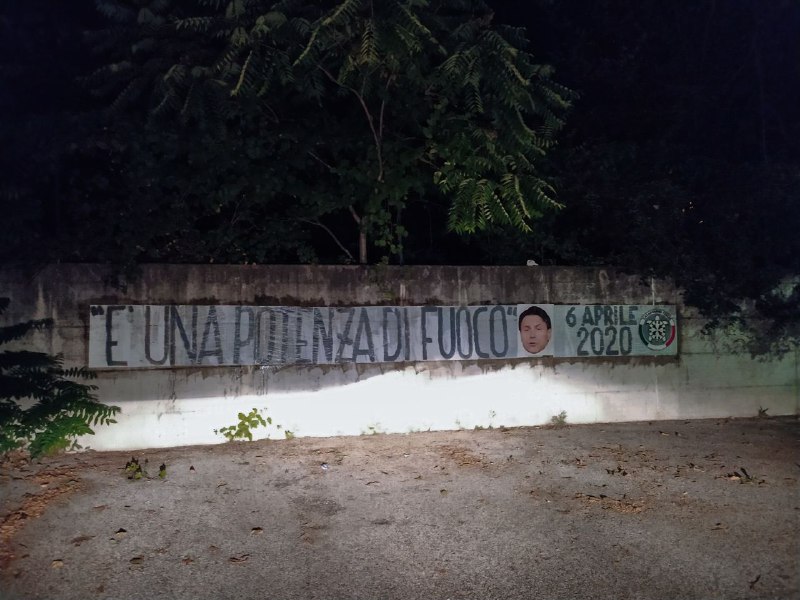 "E' UNA POTENZA DI FUOCO"
6 APRILE
2020